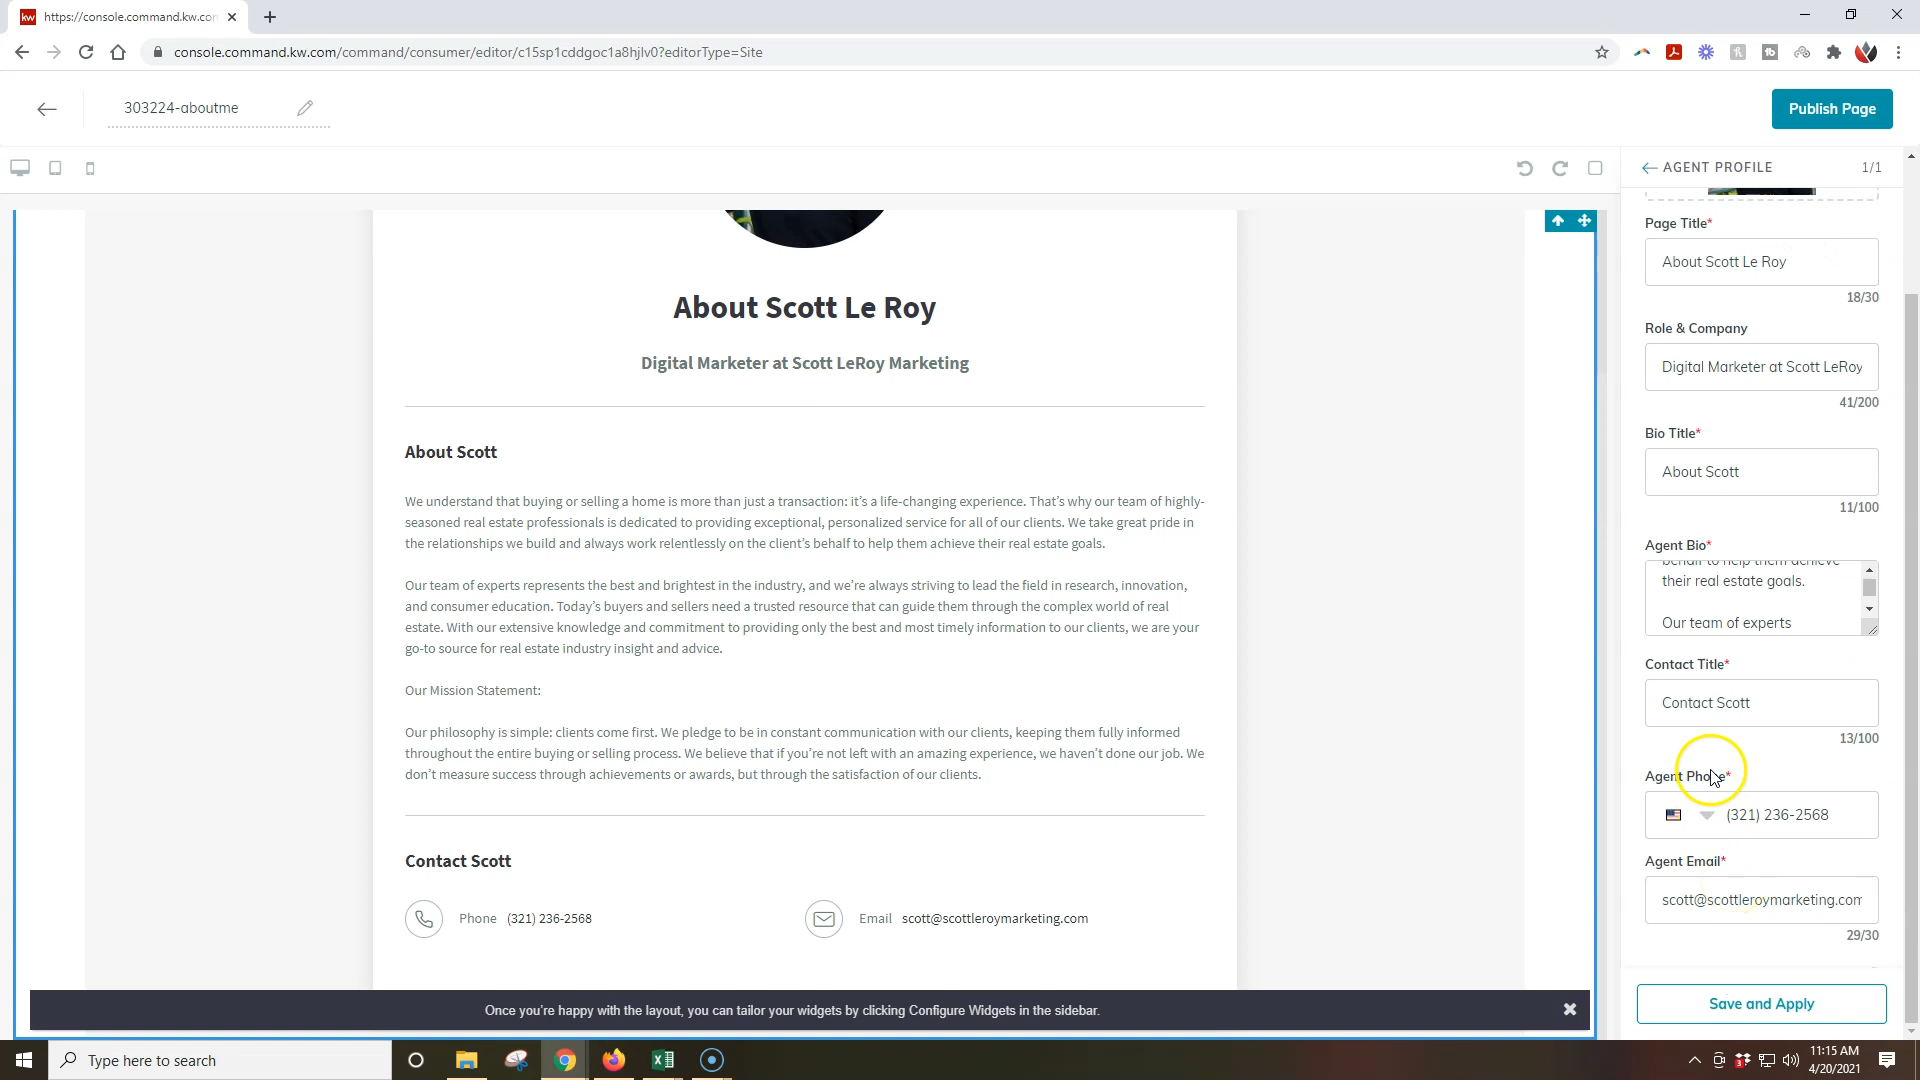 kw https://console.command.kw.con
console.command.kw.com/command/consumer/editor/c15sp1cddgoc1a8hjlv0?editorType=Site
303224-aboutme
Publish Page
AGENT PROFILE 1/1
About Scott Le Roy
Digital Marketer at Scott LeRoy Marketing
About Scott
We understand that buying or selling a home is more than just a transaction: it's a life-changing experience. That's why our team of highly-
seasoned real estate professionals is dedicated to providing exceptional, personalized service for all of our clients. We take great pride in
the relationships we build and always work relentlessly on the client's behalf to help them achieve their real estate goals.
Our team of experts represents the best and brightest in the industry, and we're always striving to lead the field in research, innovation,
and consumer education. Today's buyers and sellers need a trusted resource that can guide them through the complex world of real
estate. With our extensive knowledge and commitment to providing only the best and most timely information to our clients, we are your
go-to source for real estate industry insight and advice.
Our Mission Statement:
Our philosophy is simple: clients come first. We pledge to be in constant communication with our clients, keeping them fully informed
throughout the entire buying or selling process. We believe that if you're not left with an amazing experience, we haven't done our job. We
don't measure success through achievements or awards, but through the satisfaction of our clients.
Contact Scott
Phone (321) 236-2568
Email scott@scottleroymarketing.com
Once you're happy with the layout, you can tailor your widgets by clicking Configure Widgets in the sidebar.
Page Title*
About Scott Le Roy
18/30
Role & Company
Digital Marketer at Scott LeRoy
41/200
Bio Title*
About Scott
11/100
Agent Bio*
behalf to help them achieve
their real estate goals.
Our team of experts
Contact Title*
Contact Scott
13/100
Agent Phone*
(321) 236-2568
Agent Email*
scott@scottleroymarketing.com
29/30
Save and Apply
Type here to search
11:15 AM
4/20/2021